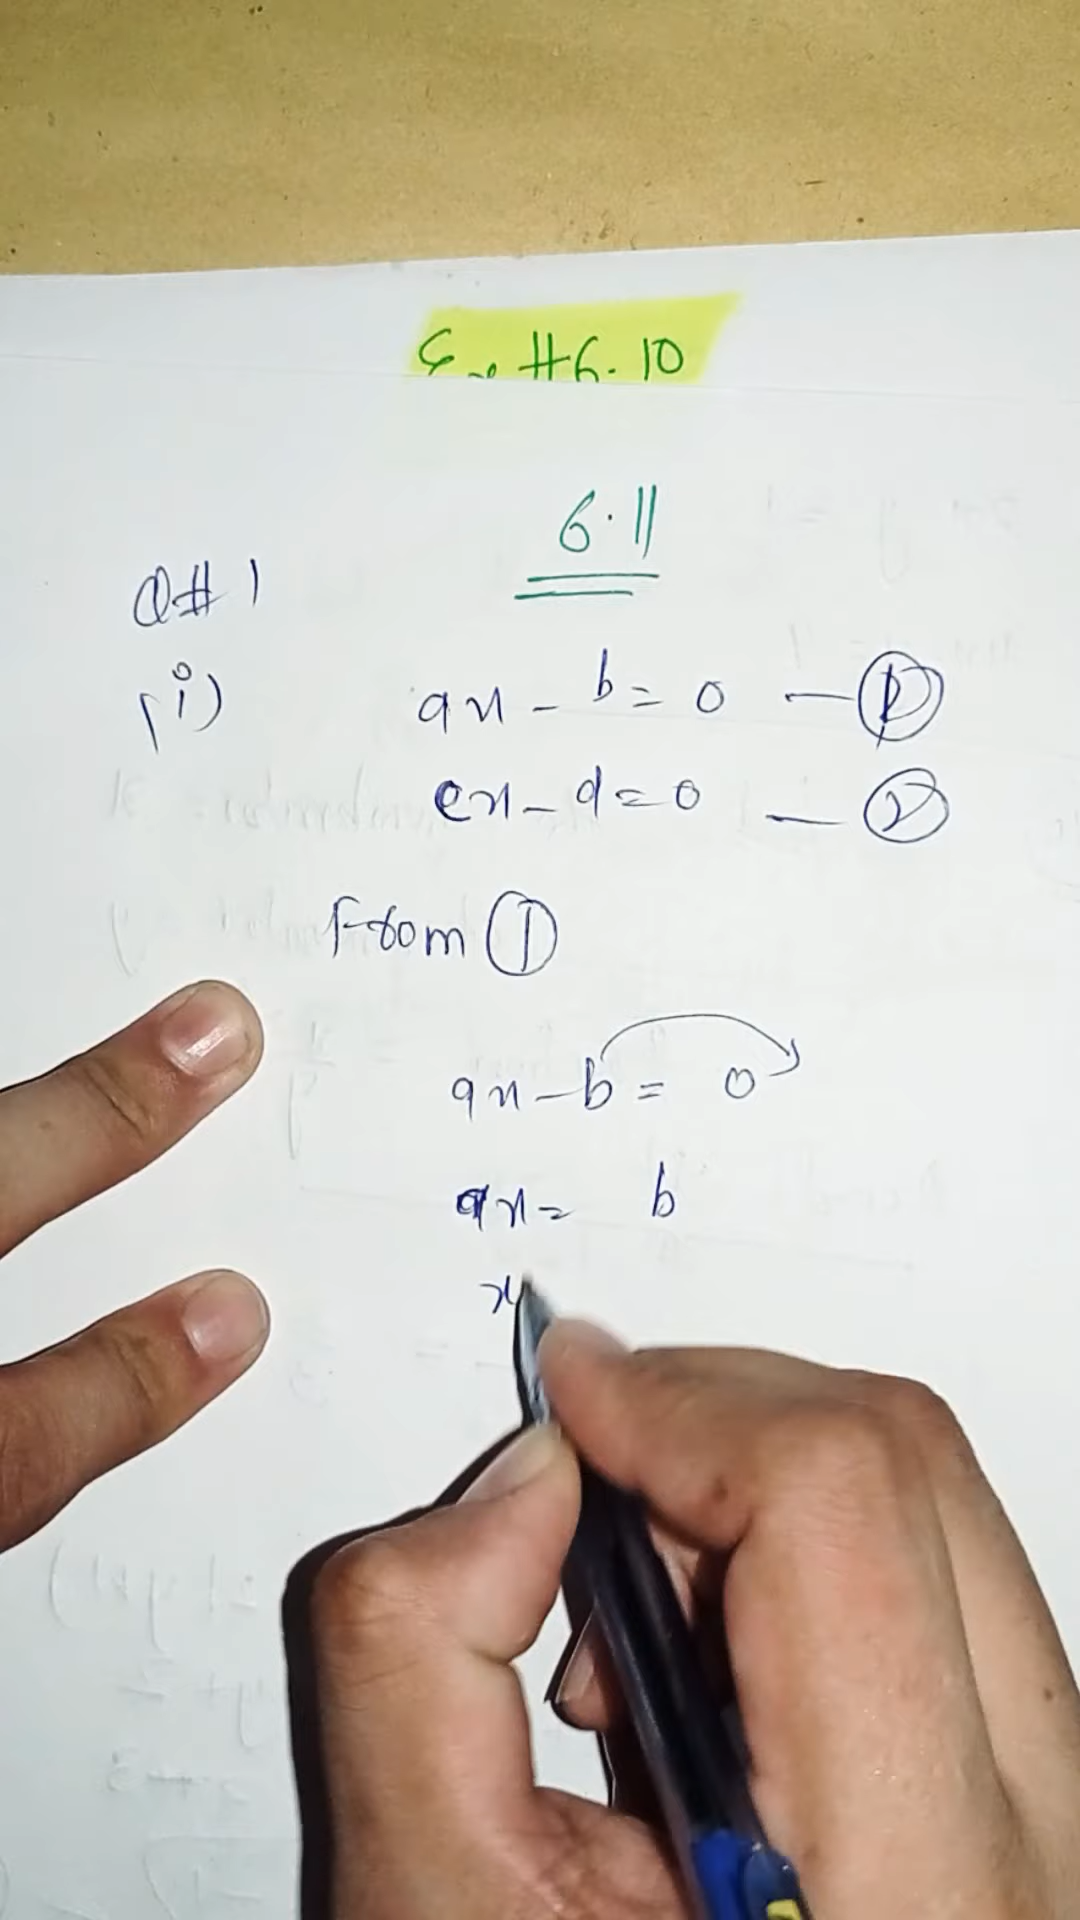 Ex #6.10
6.11
Q#1
(i) ax - b = 0 — ①
cx - d = 0 — ②
From ①
ax - b = 0
ax = b
x